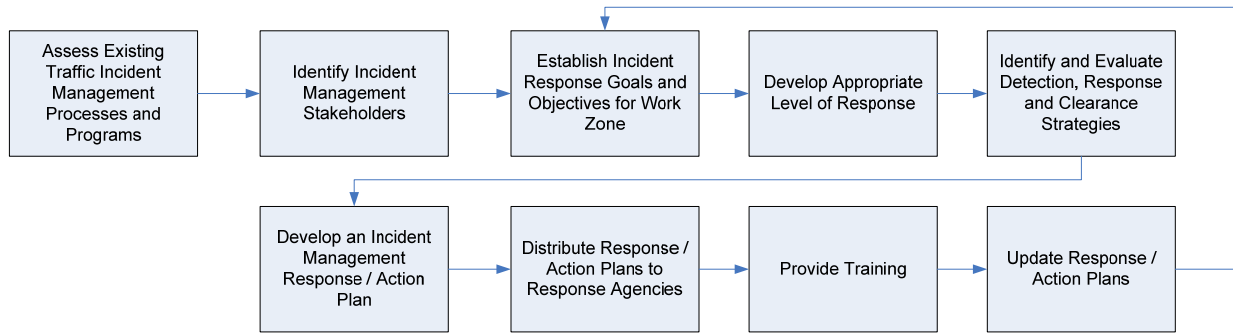 Assess Existing
Traffic Incident
Management
Processes and
Programs
Identify Incident
Management
Stakeholders
Establish Incident
Response Goals and
Objectives for Work
Zone
Develop Appropriate
Level of Response
Identify and Evaluate
Detection, Response
and Clearance
Strategies
Develop an Incident
Management
Response / Action
Plan
Distribute Response /
Action Plans to
Response Agencies
Provide Training
Update Response /
Action Plans